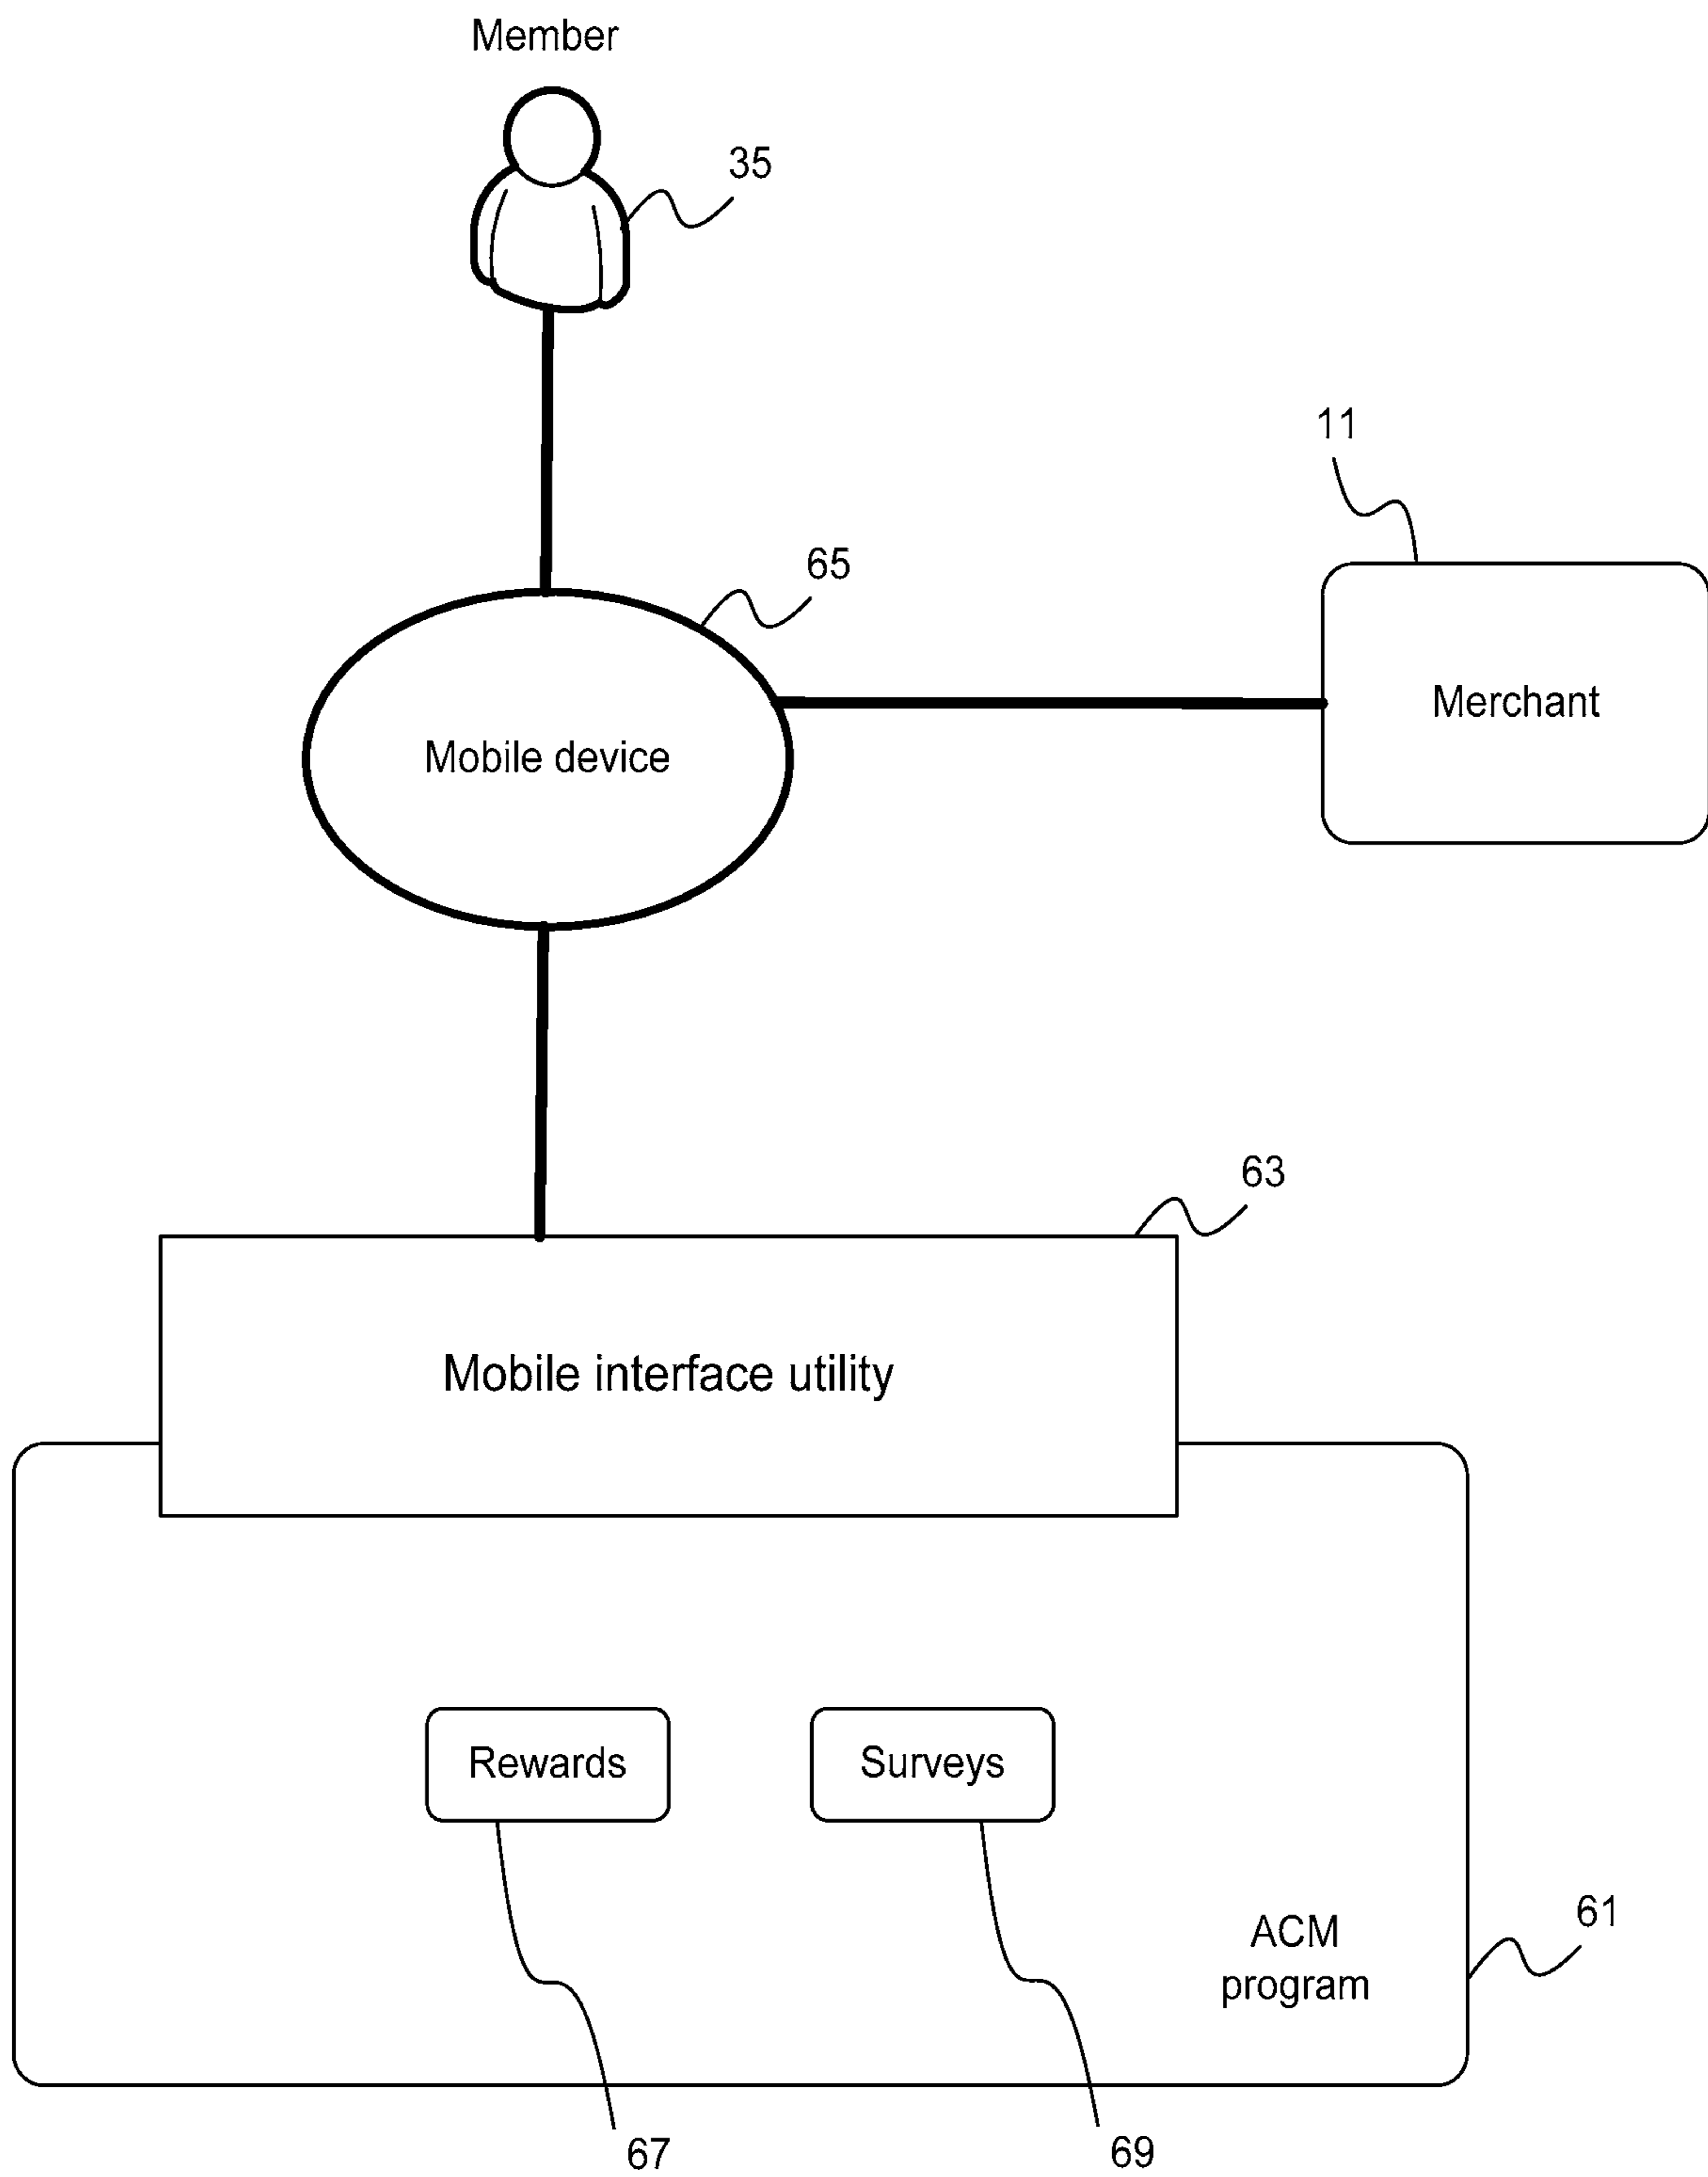 Member
35
11
65
Merchant
Mobile device
63
Mobile interface utility
Rewards
Surveys
61
ACM
program
67
69